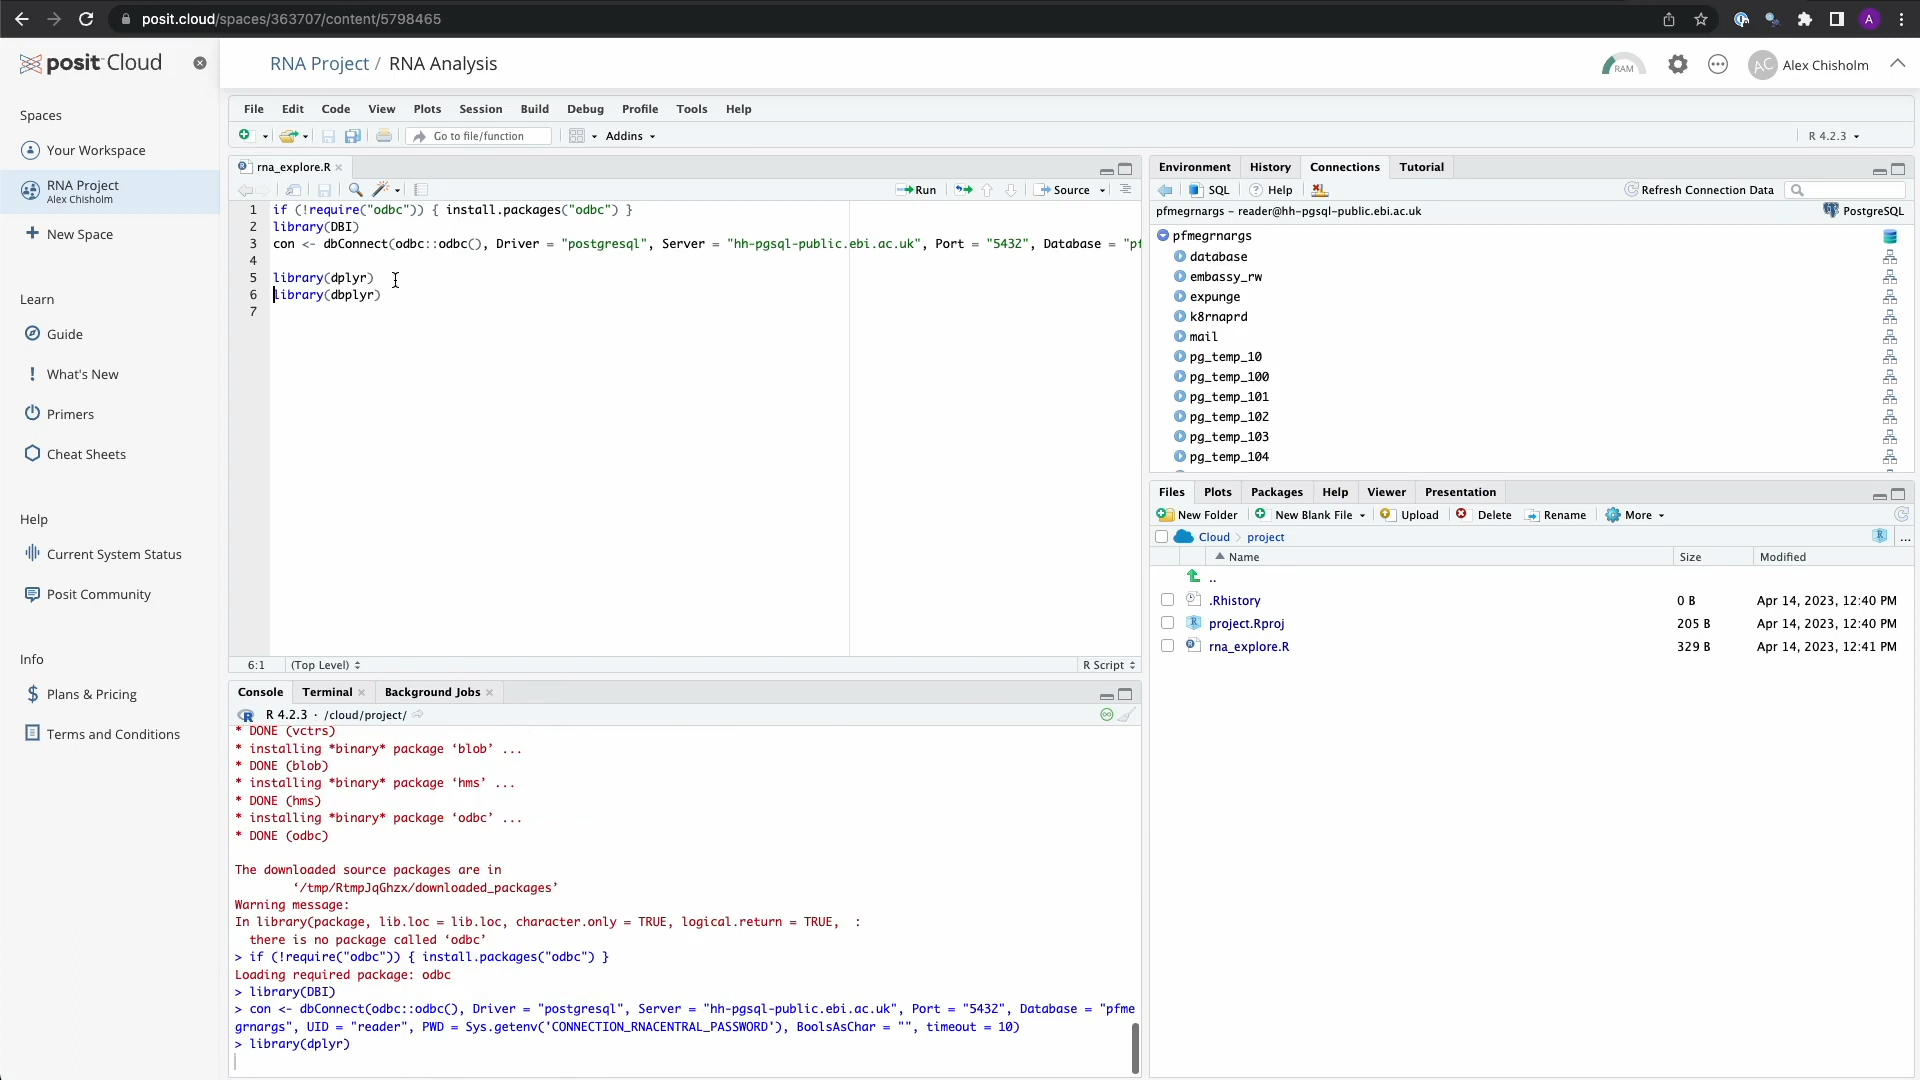 posit.cloud/spaces/363707/content/5798465
A
posit Cloud
RNA Project / RNA Analysis
RAM
AC Alex Chisholm
Spaces
Your Workspace
RNA Project
Alex Chisholm
New Space
Learn
Guide
What's New
Primers
Cheat Sheets
Help
Current System Status
Posit Community
Info
Plans & Pricing
Terms and Conditions
File Edit Code View Plots Session Build Debug Profile Tools Help
Go to file/function Addins R 4.2.3
rna_explore.R
Run Source
1 if (!require("odbc")) { install.packages("odbc") }
2 library(DBI)
3 con <- dbConnect(odbc::odbc(), Driver = "postgresql", Server = "hh-pgsql-public.ebi.ac.uk", Port = "5432", Database = "pf
4
5 library(dplyr)
6 library(dbplyr)
7
6:1 (Top Level) R Script
Console Terminal Background Jobs
R 4.2.3 · /cloud/project/
* DONE (vctrs)
* installing *binary* package ‘blob’ ...
* DONE (blob)
* installing *binary* package ‘hms’ ...
* DONE (hms)
* installing *binary* package ‘odbc’ ...
* DONE (odbc)
The downloaded source packages are in
‘/tmp/RtmpJqGhzx/downloaded_packages’
Warning message:
In library(package, lib.loc = lib.loc, character.only = TRUE, logical.return = TRUE, :
there is no package called ‘odbc’
> if (!require("odbc")) { install.packages("odbc") }
Loading required package: odbc
> library(DBI)
> con <- dbConnect(odbc::odbc(), Driver = "postgresql", Server = "hh-pgsql-public.ebi.ac.uk", Port = "5432", Database = "pfme
grnargs", UID = "reader", PWD = Sys.getenv('CONNECTION_RNACENTRAL_PASSWORD'), BoolsAsChar = "", timeout = 10)
> library(dplyr)
Environment History Connections Tutorial
SQL Help Refresh Connection Data
pfmegrnargs – reader@hh-pgsql-public.ebi.ac.uk PostgreSQL
pfmegrnargs
database
embassy_rw
expunge
k8rnaprd
mail
pg_temp_10
pg_temp_100
pg_temp_101
pg_temp_102
pg_temp_103
pg_temp_104
Files Plots Packages Help Viewer Presentation
New Folder New Blank File Upload Delete Rename More
Cloud > project ...
Name Size Modified
..
.Rhistory 0 B Apr 14, 2023, 12:40 PM
project.Rproj 205 B Apr 14, 2023, 12:40 PM
rna_explore.R 329 B Apr 14, 2023, 12:41 PM